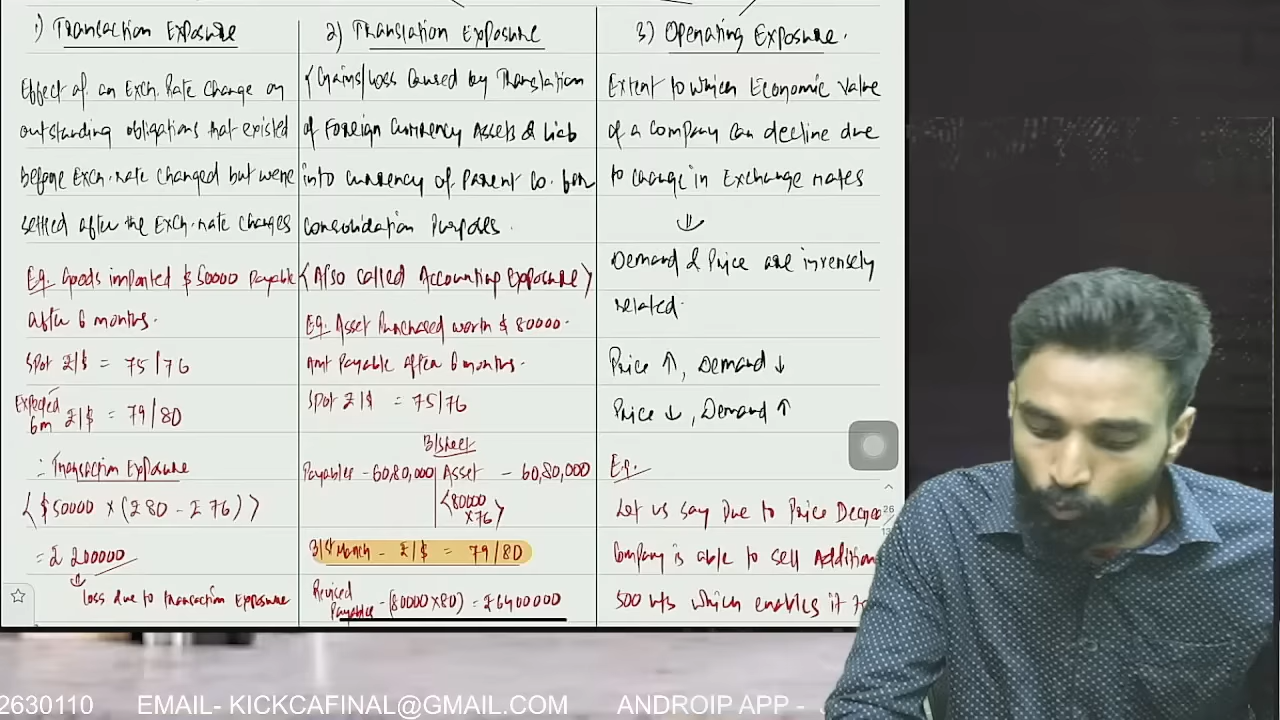 1) Transaction Exposure
Effect of an Exch. Rate Change on
outstanding obligations that existed
before Exch. rate changed but were
settled after the Exch. rate changes
Eg. Goods imported $ 50000 Payable
after 6 months.
Spot ₹/$ = 75/76
Expected 6m ₹/$ = 79/80
∴ Transaction Exposure
< $50000 × (₹80 - ₹76) >
= ₹ 200000
loss due to transaction exposure
2) Translation Exposure
< Gains/Loss Caused by Translation
of Foreign Currency Assets & Liab
into Currency of Parent Co. for
Consolidation Purposes.
< Also called Accounting Exposure >
Eg. Asset Purchased worth $ 80000.
Amt Payable After 6 months.
Spot ₹/$ = 75/76
B/Sheet
Payables - 60,80,000 Asset - 60,80,000
< 80000
×76 >
31st March - ₹/$ = 79/80
Revised
Payable - (80000 × 80) = ₹6400000
3) Operating Exposure.
Extent to which Economic Value
of a Company Can decline due
to change in Exchange rates
⇓
Demand & Price are inversely
related.
Price ↑, Demand ↓
Price ↓, Demand ↑
Eg.
Let us say Due to Price
Company is able to sell
500 uts which enables it
26
2630110 EMAIL- KICKCAFINAL@GMAIL.COM ANDROIP APP -